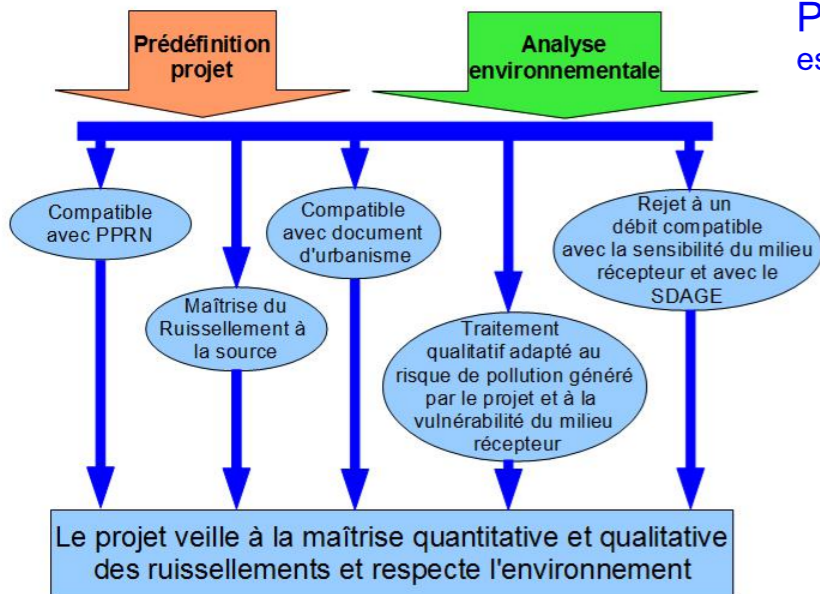 Prédéfinition
projet
Analyse
environnementale
Compatible
avec PPRN
Maîtrise du
Ruissellement à
la source
Compatible
avec document
d'urbanisme
Traitement
qualitatif adapté au
risque de pollution généré
par le projet et à la
vulnérabilité du milieu
récepteur
Rejet à un
débit compatible
avec la sensibilité du milieu
récepteur et avec le
SDAGE
Le projet veille à la maîtrise quantitative et qualitative
des ruissellements et respecte l'environnement